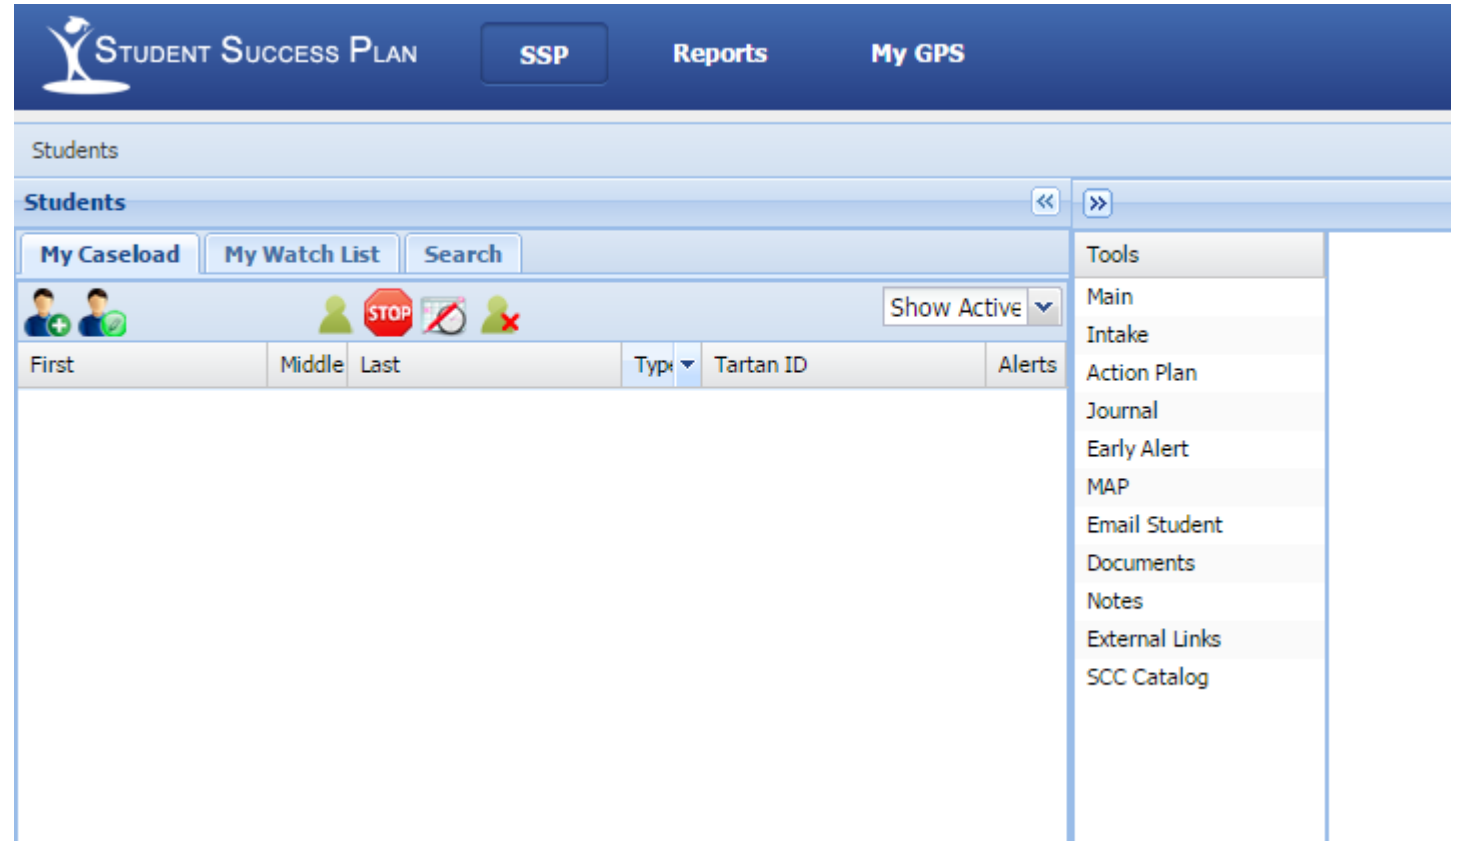 STUDENT SUCCESS PLAN SSP Reports My GPS
Students
Students
My Caseload My Watch List Search
STOP Show Active
First Middle Last Type Tartan ID Alerts
Tools
Main
Intake
Action Plan
Journal
Early Alert
MAP
Email Student
Documents
Notes
External Links
SCC Catalog